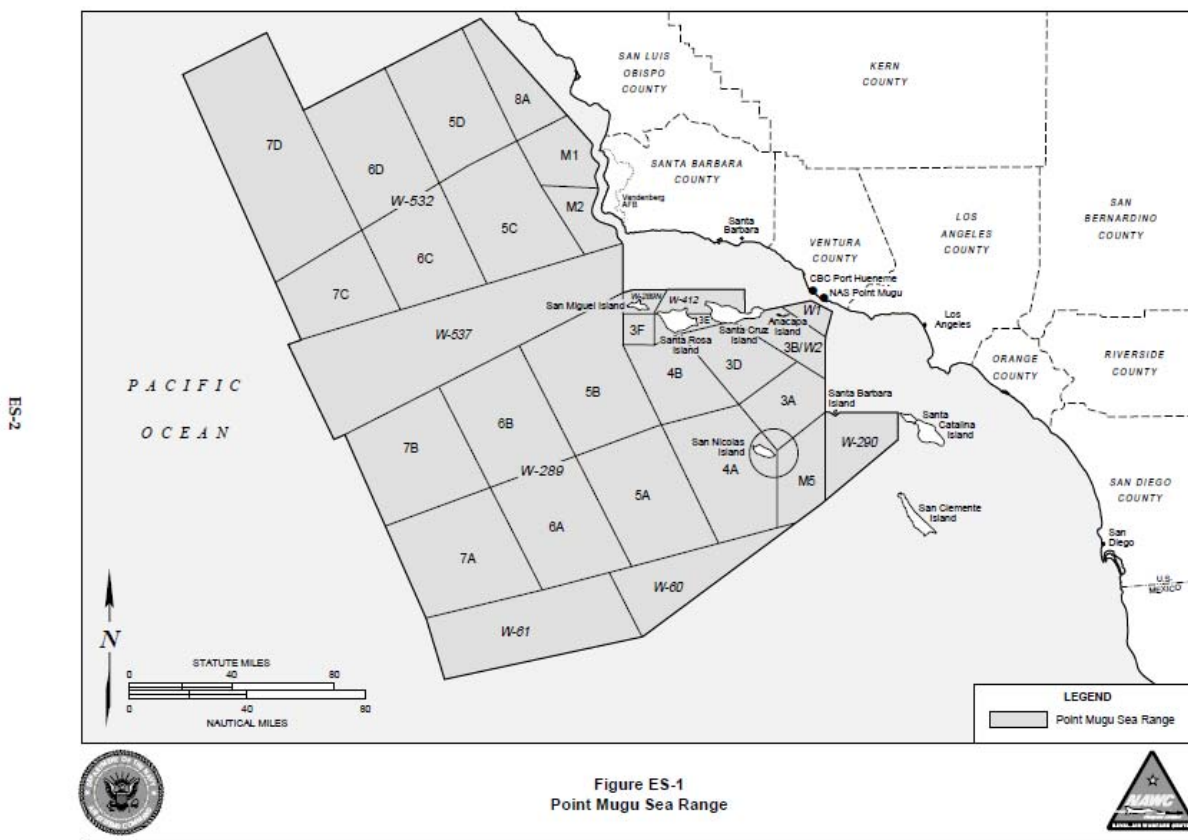 SAN LUIS
OBISPO
COUNTY
KERN
COUNTY
8A
5D
7D
6D
M1
SANTA BARBARA
COUNTY
Vandenberg
AFB
W-532
M2
5C
SAN
BERNARDINO
COUNTY
LOS
ANGELES
COUNTY
Santa
Barbara
VENTURA
COUNTY
6C
7C
CBC Port Hueneme
NAS Point Mugu
W-289N
W-412
San Miguel Island
3E
W1
Santa Cruz
Island
Anacapa
Island
Los
Angeles
3F
Santa Rosa
Island
W-537
3B/W2
4B
3D
ORANGE
COUNTY
RIVERSIDE
COUNTY
PACIFIC
OCEAN
5B
3A
Santa Barbara
Island
Santa
Catalina
Island
6B
7B
San Nicolas
Island
W-290
W-289
4A
5A
M5
SAN DIEGO
COUNTY
San Clemente
Island
6A
San
Diego
7A
U.S.
MEXICO
W-60
W-61
N
STATUTE MILES
0 40 80
0 40 80
NAUTICAL MILES
LEGEND
Point Mugu Sea Range
ES-2
Figure ES-1
Point Mugu Sea Range
NAWC